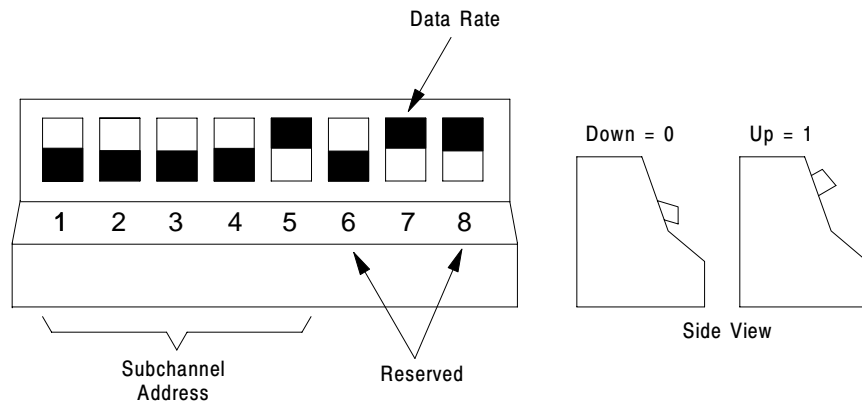 Data Rate
Down = 0 Up = 1
1 2 3 4 5 6 7 8
Side View
Subchannel
Address
Reserved